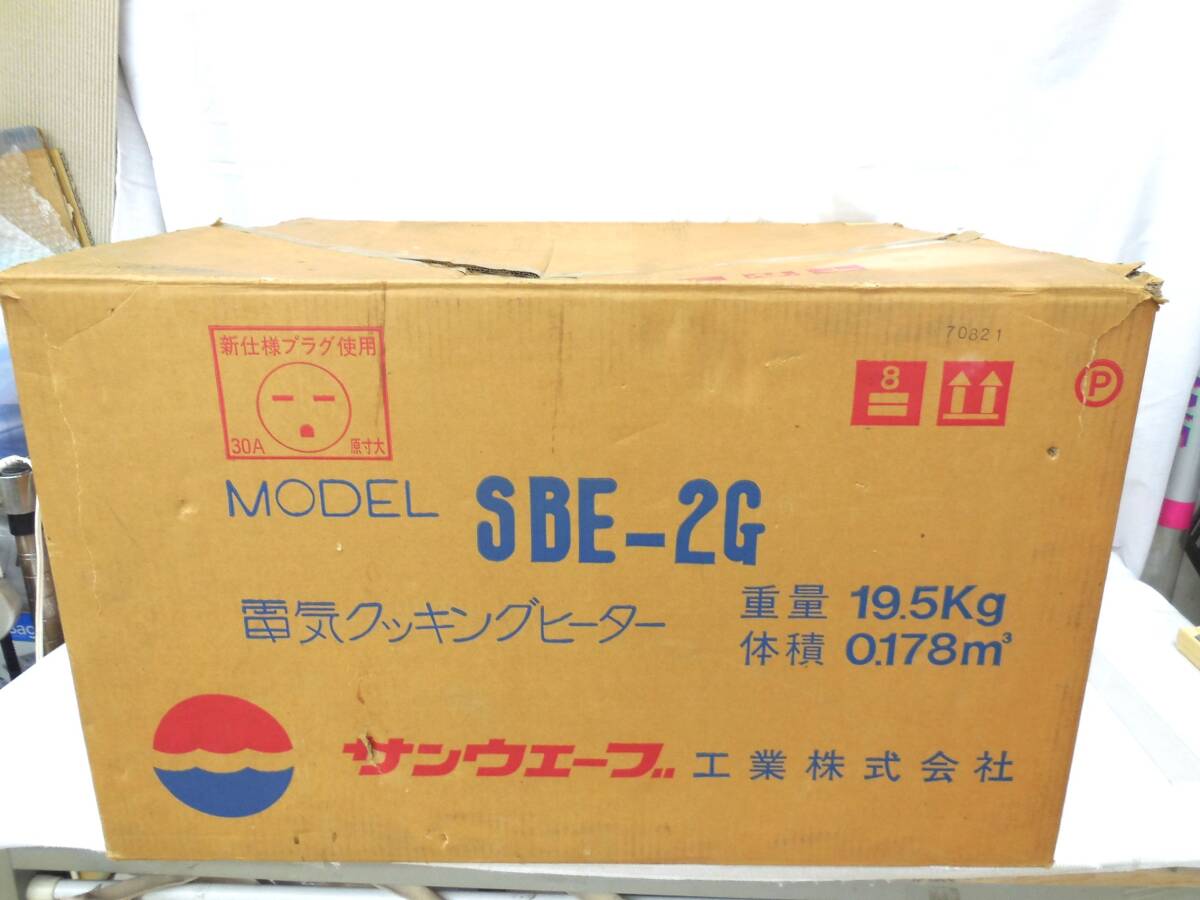 70821
新仕様プラグ使用
30A 原寸大
8
P
MODEL SBE-2G
電気クッキングヒーター
重量 19.5Kg
体積 0.178m³
サンウエーブ工業株式会社